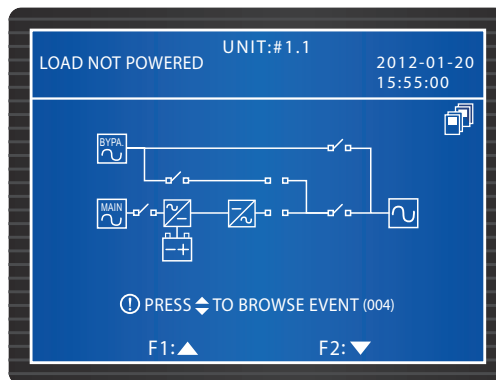 UNIT:#1.1
LOAD NOT POWERED
2012-01-20
15:55:00
BYPA.
MAIN
PRESS TO BROWSE EVENT (004)
F1: F2: